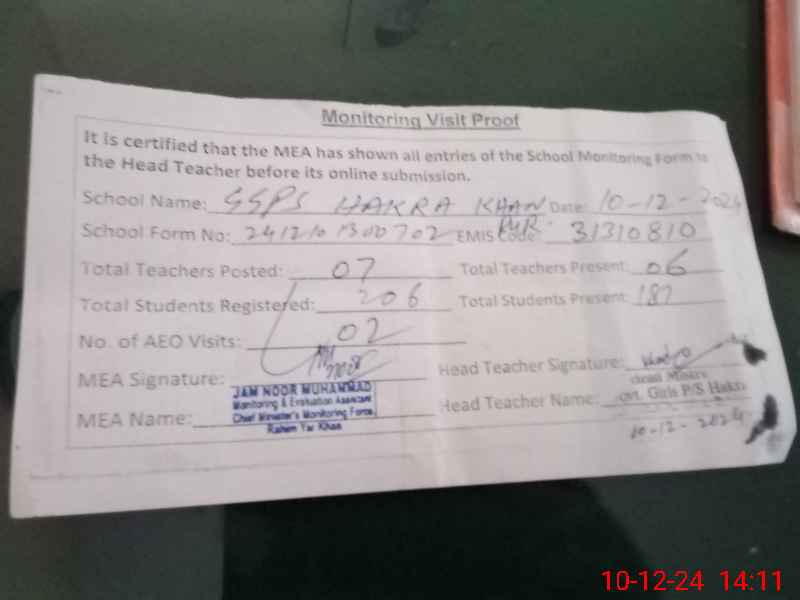 Monitoring Visit Proof
It is certified that the MEA has shown all entries of the School Monitoring Form to
the Head Teacher before its online submission.
School Name: GGPS HAKRA KHAN Date: 10-12-2024
School Form No: 241210 1300702 EMIS Code: 31310810
Total Teachers Posted: 07 Total Teachers Present: 06
Total Students Registered: 206 Total Students Present: 187
No. of AEO Visits: 02
MEA Signature: Head Teacher Signature:
JAM NOOR MUHAMMAD
Monitoring & Evaluation Assistant
MEA Name: Chief Minister's Monitoring Force Head Teacher Name: Girls P/S Hakra
Rahim Yar Khan
10-12-2024
10-12-24 14:11